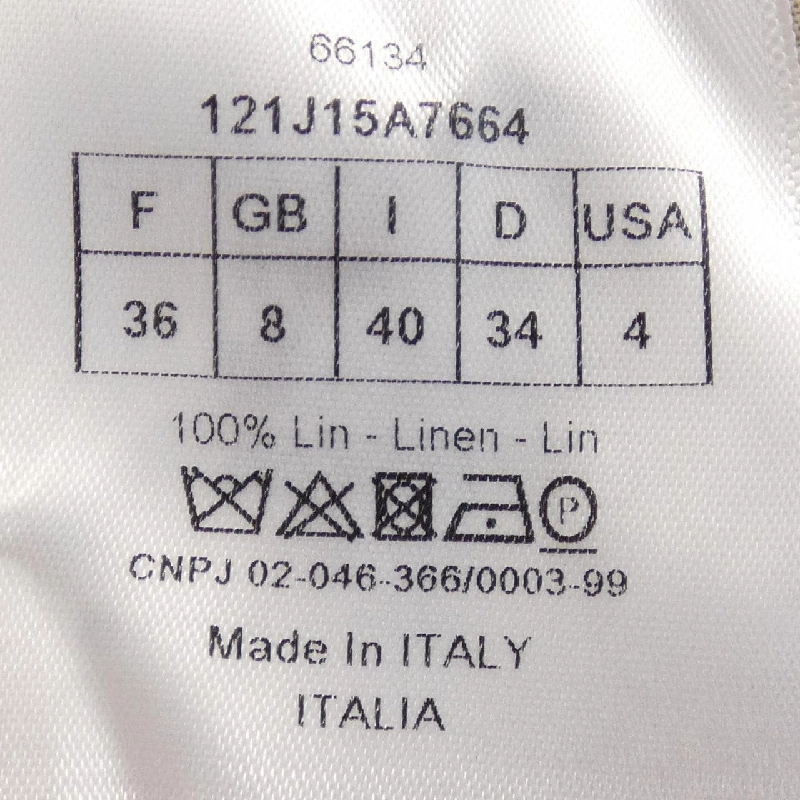 66134
121J15A7664
F GB I D USA
36 8 40 34 4
100% Lin - Linen - Lin
P
CNPJ 02-046-366/0003-99
Made In ITALY
ITALIA